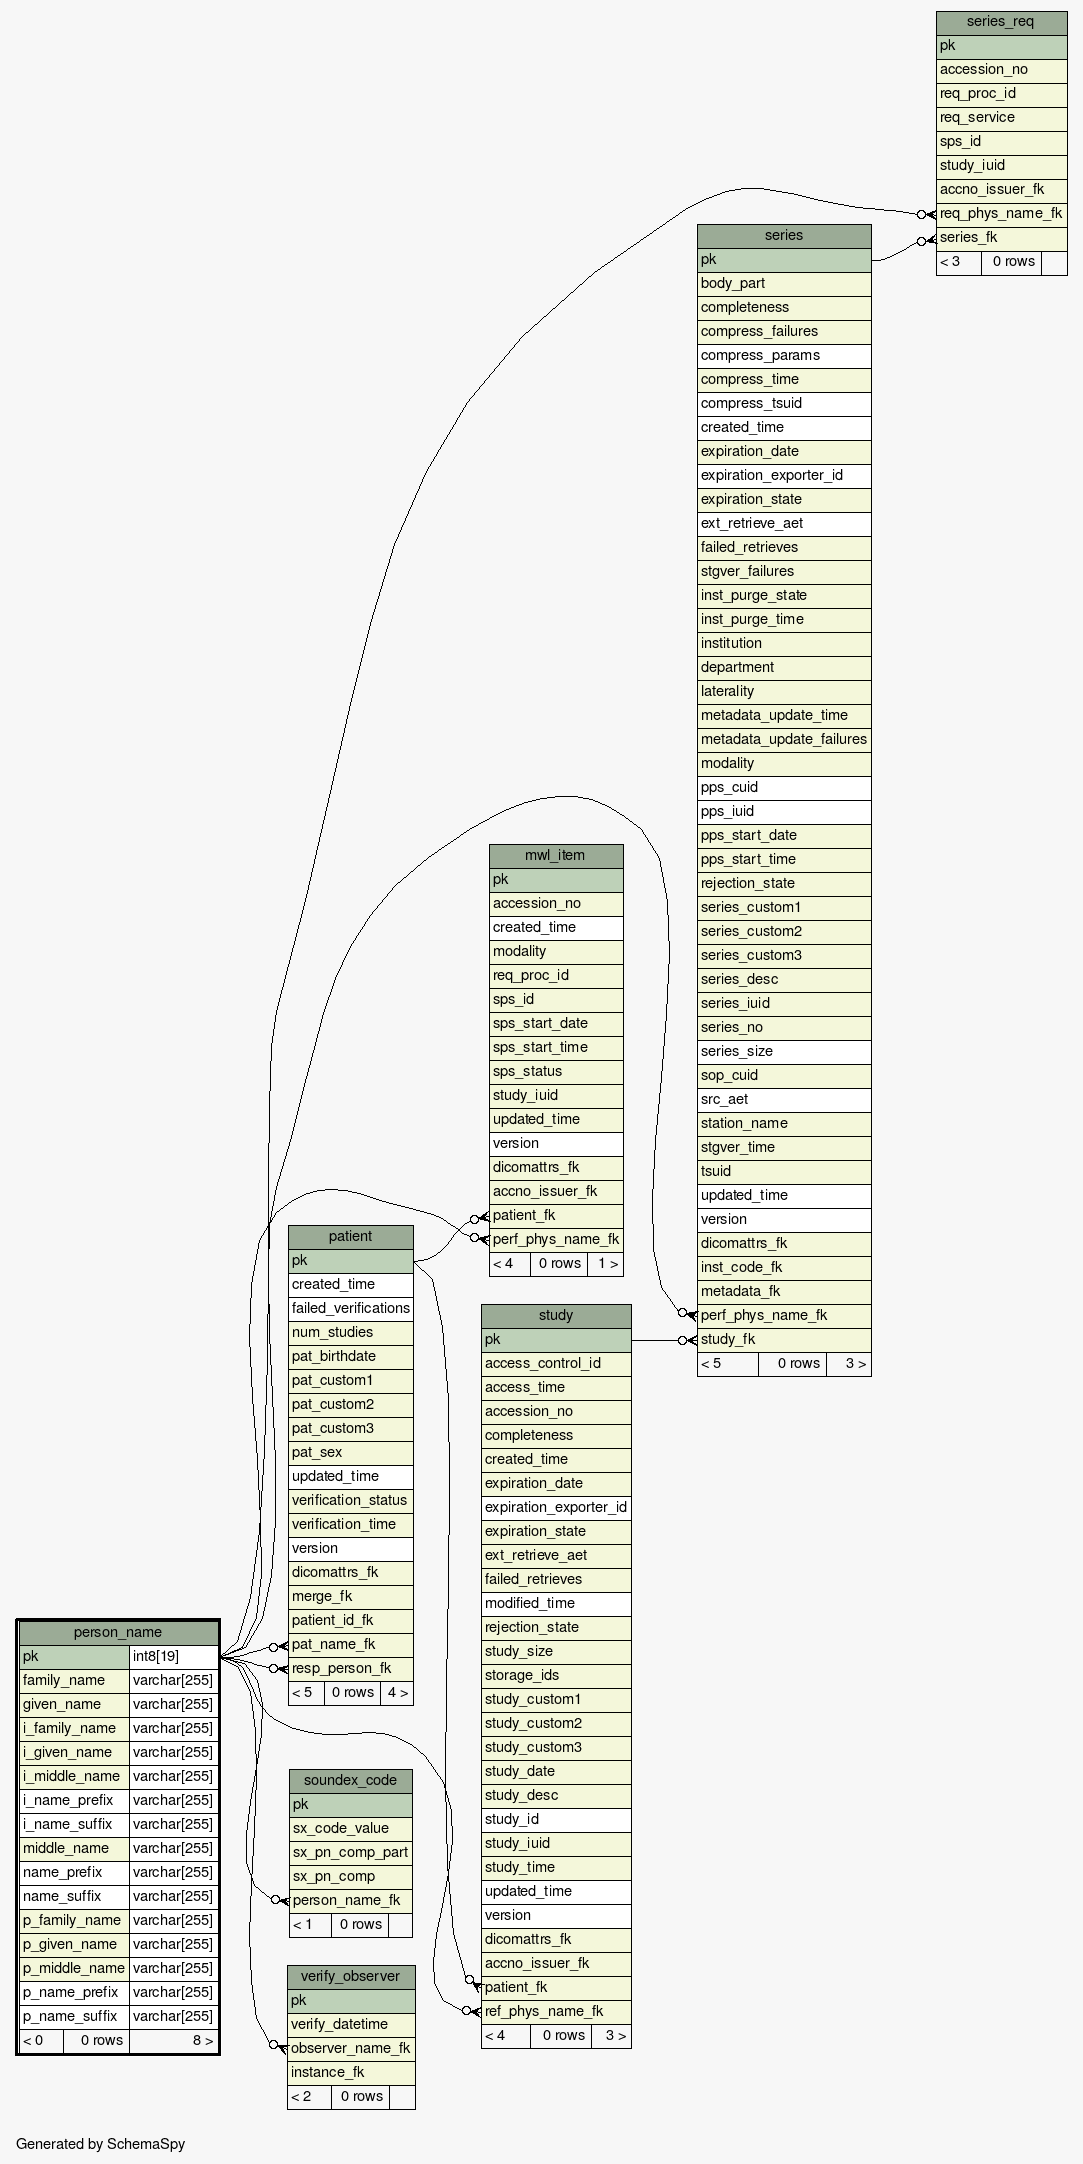 series_req
pk
accession_no
req_proc_id
req_service
sps_id
study_iuid
accno_issuer_fk
req_phys_name_fk
series_fk
< 3 0 rows
series
pk
body_part
completeness
compress_failures
compress_params
compress_time
compress_tsuid
created_time
expiration_date
expiration_exporter_id
expiration_state
ext_retrieve_aet
failed_retrieves
stgver_failures
inst_purge_state
inst_purge_time
institution
department
laterality
metadata_update_time
metadata_update_failures
modality
pps_cuid
pps_iuid
pps_start_date
pps_start_time
rejection_state
series_custom1
series_custom2
series_custom3
series_desc
series_iuid
series_no
series_size
sop_cuid
src_aet
station_name
stgver_time
tsuid
updated_time
version
dicomattrs_fk
inst_code_fk
metadata_fk
perf_phys_name_fk
study_fk
< 5 0 rows 3 >
mwl_item
pk
accession_no
created_time
modality
req_proc_id
sps_id
sps_start_date
sps_start_time
sps_status
study_iuid
updated_time
version
dicomattrs_fk
accno_issuer_fk
patient_fk
perf_phys_name_fk
< 4 0 rows 1 >
patient
pk
created_time
failed_verifications
num_studies
pat_birthdate
pat_custom1
pat_custom2
pat_custom3
pat_sex
updated_time
verification_status
verification_time
version
dicomattrs_fk
merge_fk
patient_id_fk
pat_name_fk
resp_person_fk
< 5 0 rows 4 >
study
pk
access_control_id
access_time
accession_no
completeness
created_time
expiration_date
expiration_exporter_id
expiration_state
ext_retrieve_aet
failed_retrieves
modified_time
rejection_state
study_size
storage_ids
study_custom1
study_custom2
study_custom3
study_date
study_desc
study_id
study_iuid
study_time
updated_time
version
dicomattrs_fk
accno_issuer_fk
patient_fk
ref_phys_name_fk
< 4 0 rows 3 >
person_name
pk int8[19]
family_name varchar[255]
given_name varchar[255]
i_family_name varchar[255]
i_given_name varchar[255]
i_middle_name varchar[255]
i_name_prefix varchar[255]
i_name_suffix varchar[255]
middle_name varchar[255]
name_prefix varchar[255]
name_suffix varchar[255]
p_family_name varchar[255]
p_given_name varchar[255]
p_middle_name varchar[255]
p_name_prefix varchar[255]
p_name_suffix varchar[255]
< 0 0 rows 8 >
soundex_code
pk
sx_code_value
sx_pn_comp_part
sx_pn_comp
person_name_fk
< 1 0 rows
verify_observer
pk
verify_datetime
observer_name_fk
instance_fk
< 2 0 rows
Generated by SchemaSpy